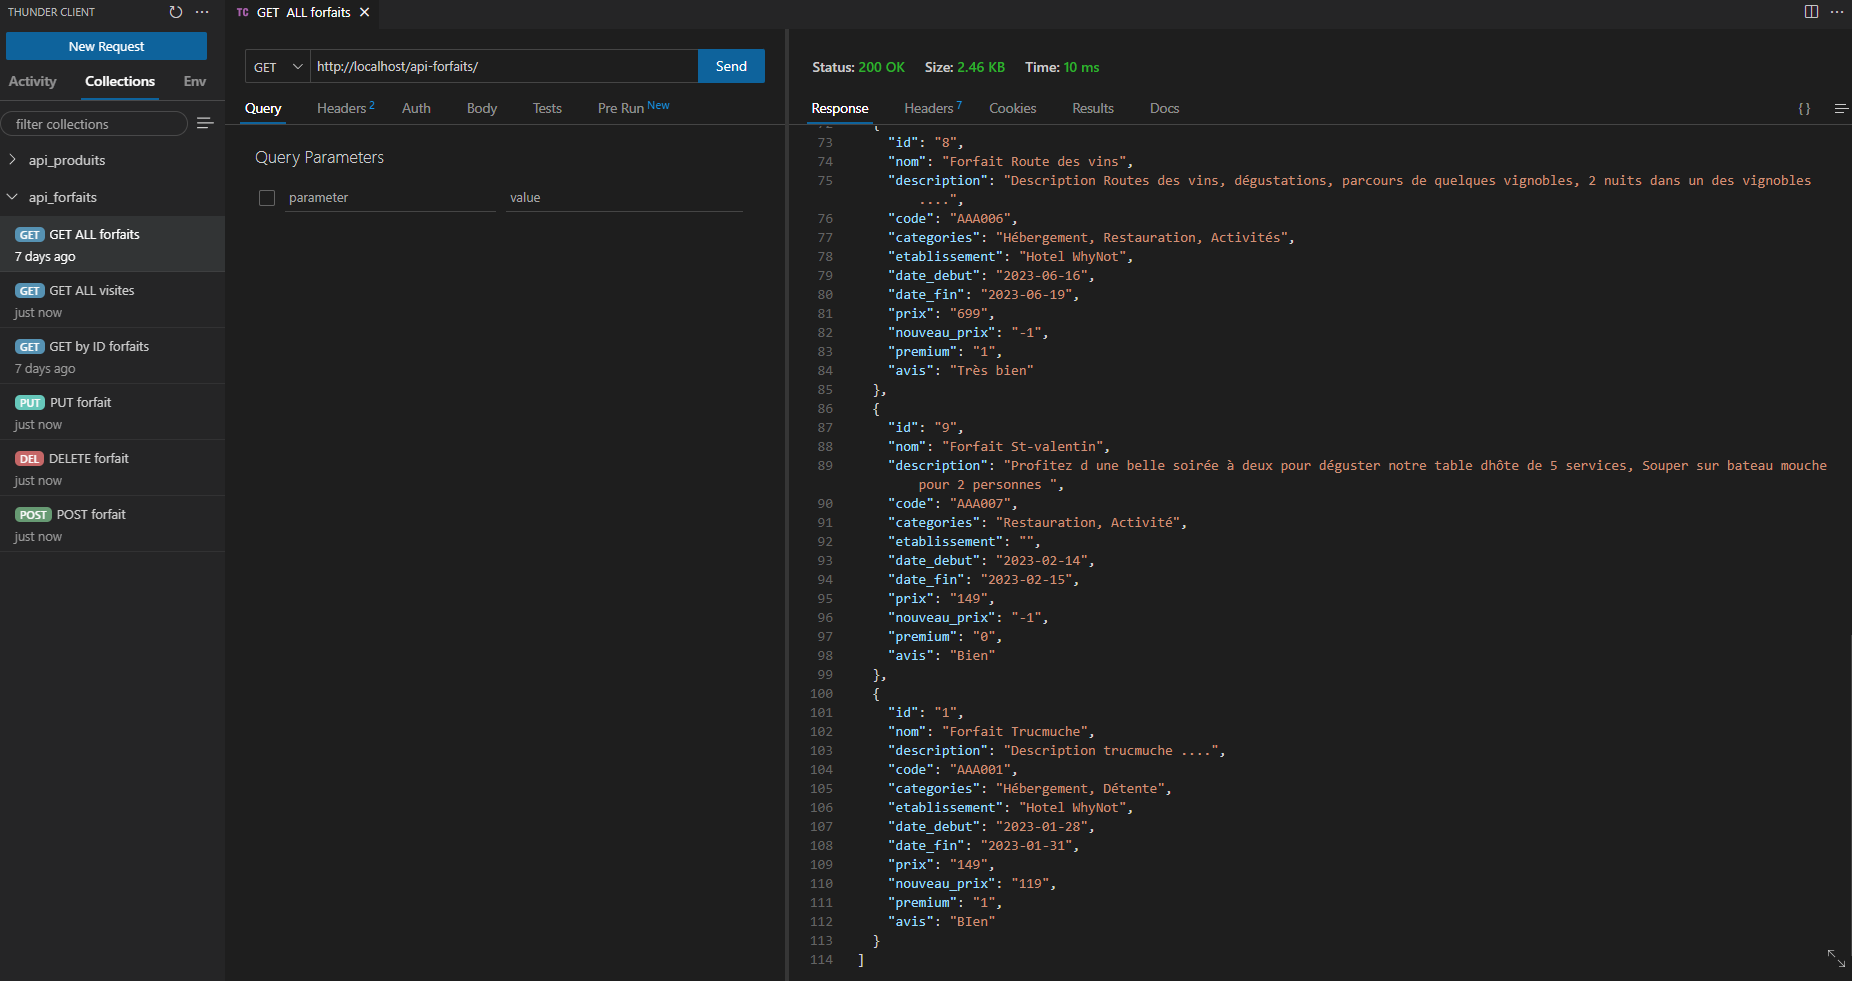 THUNDER CLIENT
New Request
Activity Collections Env
filter collections
api_produits
api_forfaits
GET GET ALL forfaits
7 days ago
GET GET ALL visites
just now
GET GET by ID forfaits
7 days ago
PUT PUT forfait
just now
DEL DELETE forfait
just now
POST POST forfait
just now
TC GET ALL forfaits
GET http://localhost/api-forfaits/ Send
Query Headers 2 Auth Body Tests Pre Run New
Query Parameters
parameter value
Status: 200 OK Size: 2.46 KB Time: 10 ms
Response Headers 7 Cookies Results Docs {}
72 {
73 "id": "8",
74 "nom": "Forfait Route des vins",
75 "description": "Description Routes des vins, dégustations, parcours de quelques vignobles, 2 nuits dans un des vignobles
....",
76 "code": "AAA006",
77 "categories": "Hébergement, Restauration, Activités",
78 "etablissement": "Hotel WhyNot",
79 "date_debut": "2023-06-16",
80 "date_fin": "2023-06-19",
81 "prix": "699",
82 "nouveau_prix": "-1",
83 "premium": "1",
84 "avis": "Très bien"
85 },
86 {
87 "id": "9",
88 "nom": "Forfait St-valentin",
89 "description": "Profitez d une belle soirée à deux pour déguster notre table dhôte de 5 services, Souper sur bateau mouche
pour 2 personnes ",
90 "code": "AAA007",
91 "categories": "Restauration, Activité",
92 "etablissement": "",
93 "date_debut": "2023-02-14",
94 "date_fin": "2023-02-15",
95 "prix": "149",
96 "nouveau_prix": "-1",
97 "premium": "0",
98 "avis": "Bien"
99 },
100 {
101 "id": "1",
102 "nom": "Forfait Trucmuche",
103 "description": "Description trucmuche ....",
104 "code": "AAA001",
105 "categories": "Hébergement, Détente",
106 "etablissement": "Hotel WhyNot",
107 "date_debut": "2023-01-28",
108 "date_fin": "2023-01-31",
109 "prix": "149",
110 "nouveau_prix": "119",
111 "premium": "1",
112 "avis": "BIen"
113 }
114 ]